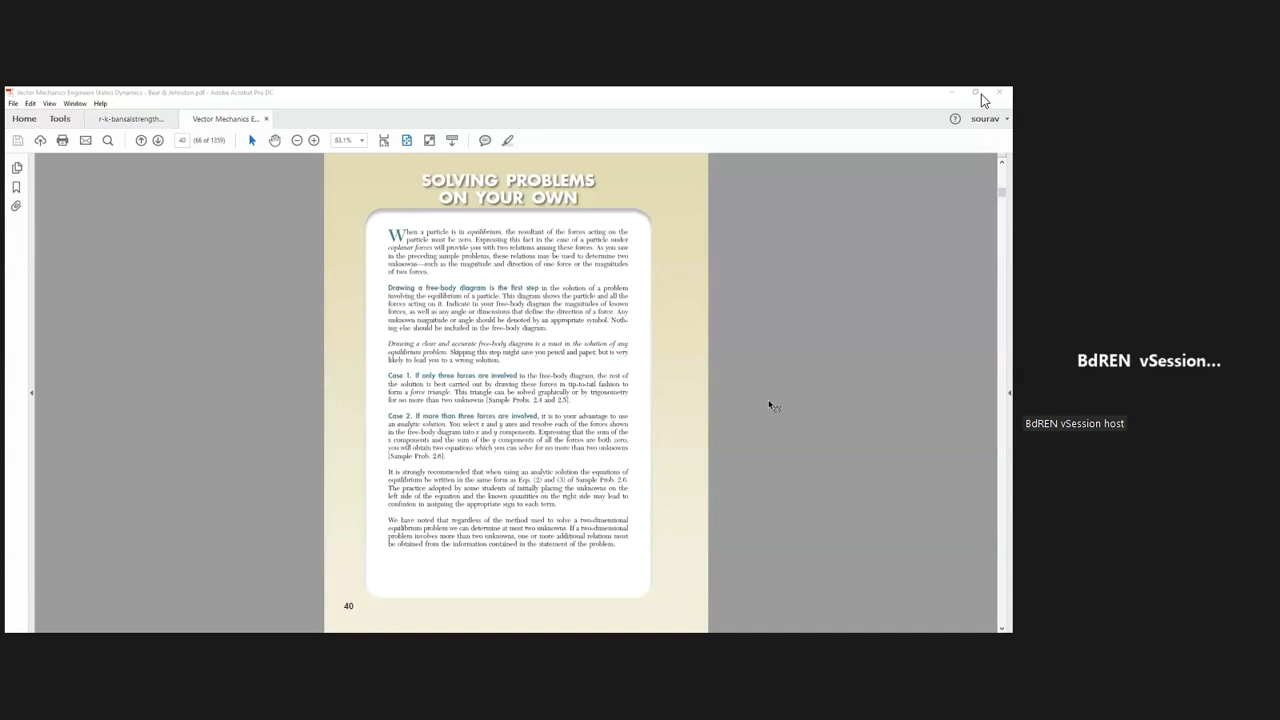 Vector Mechanics Engineers Statics Dynamics - Beer & Johnston.pdf - Adobe Acrobat Pro DC
File Edit View Window Help
Home Tools r-k-bansalstrength... Vector Mechanics E... ×
sourav
40 (66 of 1359) 83.1%
SOLVING PROBLEMS
ON YOUR OWN
When a particle is in equilibrium, the resultant of the forces acting on the
particle must be zero. Expressing this fact in the case of a particle under
coplanar forces will provide you with two relations among these forces. As you saw
in the preceding sample problems, these relations may be used to determine two
unknowns—such as the magnitude and direction of one force or the magnitudes
of two forces.
Drawing a free-body diagram is the first step in the solution of a problem
involving the equilibrium of a particle. This diagram shows the particle and all the
forces acting on it. Indicate in your free-body diagram the magnitudes of known
forces, as well as any angle or dimensions that define the direction of a force. Any
unknown magnitude or angle should be denoted by an appropriate symbol. Noth-
ing else should be included in the free-body diagram.
Drawing a clear and accurate free-body diagram is a must in the solution of any
equilibrium problem. Skipping this step might save you pencil and paper, but is very
likely to lead you to a wrong solution.
Case 1. If only three forces are involved in the free-body diagram, the rest of
the solution is best carried out by drawing these forces in tip-to-tail fashion to
form a force triangle. This triangle can be solved graphically or by trigonometry
for no more than two unknowns [Sample Probs. 2.4 and 2.5].
Case 2. If more than three forces are involved, it is to your advantage to use
an analytic solution. You select x and y axes and resolve each of the forces shown
in the free-body diagram into x and y components. Expressing that the sum of the
x components and the sum of the y components of all the forces are both zero,
you will obtain two equations which you can solve for no more than two unknowns
[Sample Prob. 2.6].
It is strongly recommended that when using an analytic solution the equations of
equilibrium be written in the same form as Eqs. (2) and (3) of Sample Prob. 2.6.
The practice adopted by some students of initially placing the unknowns on the
left side of the equation and the known quantities on the right side may lead to
confusion in assigning the appropriate sign to each term.
We have noted that regardless of the method used to solve a two-dimensional
equilibrium problem we can determine at most two unknowns. If a two-dimensional
problem involves more than two unknowns, one or more additional relations must
be obtained from the information contained in the statement of the problem.
40
BdREN vSession...
BdREN vSession host